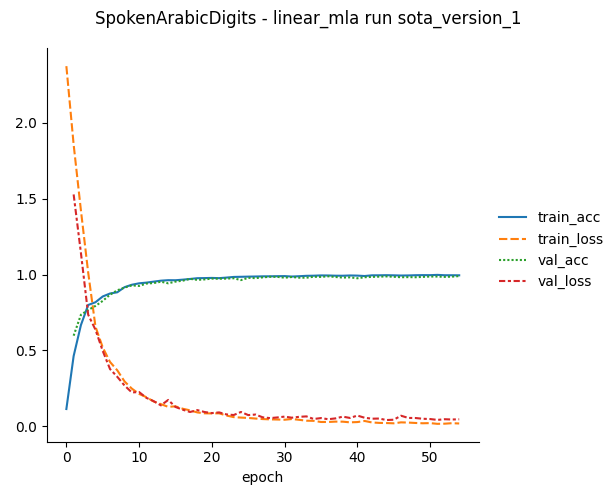 SpokenArabicDigits - linear_mla run sota_version_1
2.0
1.5
1.0
0.5
0.0
0 10 20 30 40 50
epoch
train_acc
train_loss
val_acc
val_loss